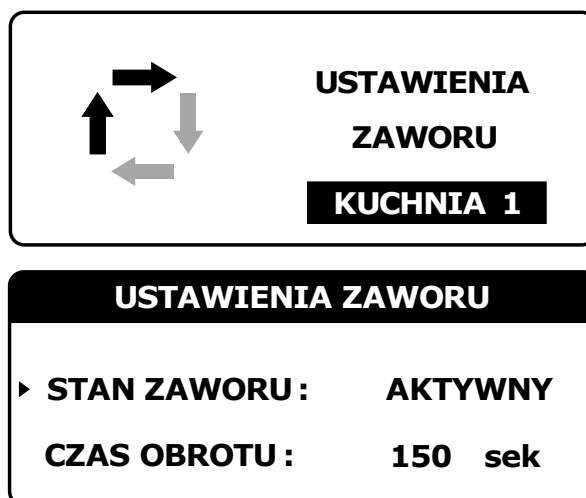 USTAWIENIA
ZAWORU
KUCHNIA 1
USTAWIENIA ZAWORU
STAN ZAWORU : AKTYWNY
CZAS OBROTU : 150 sek